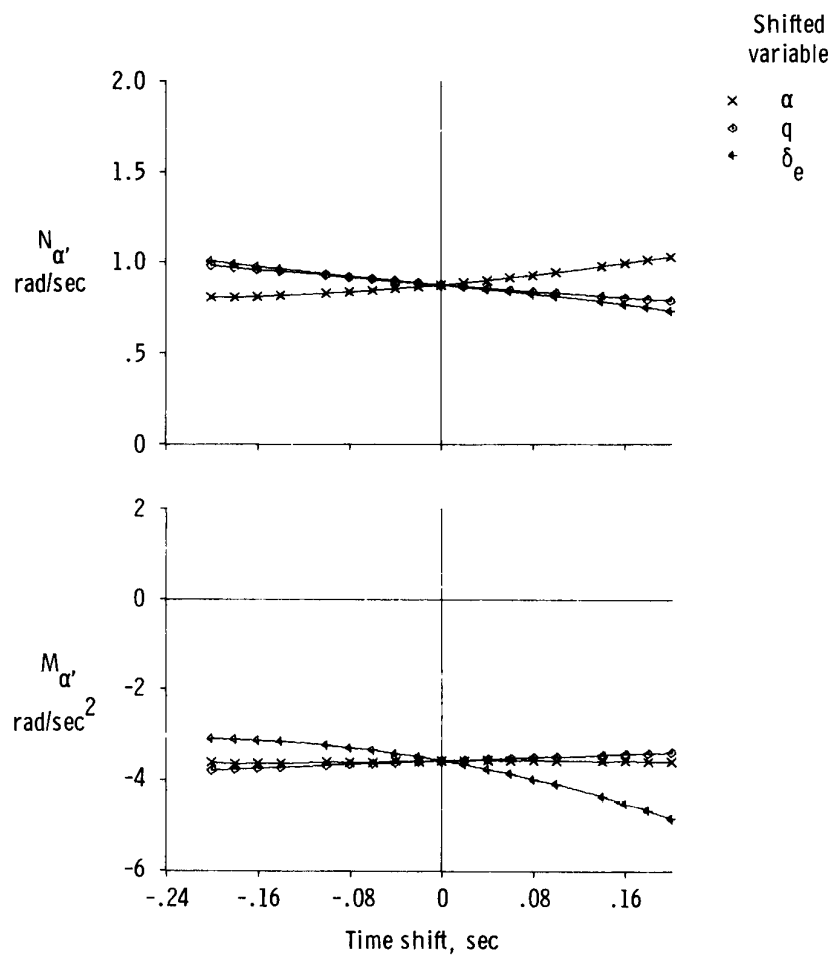 Shifted
variable
α
q
δe
2.0
1.5
1.0
.5
0
Nα,
rad/sec
2
0
-2
-4
-6
Mα,
rad/sec2
-.24 -.16 -.08 0 .08 .16
Time shift, sec